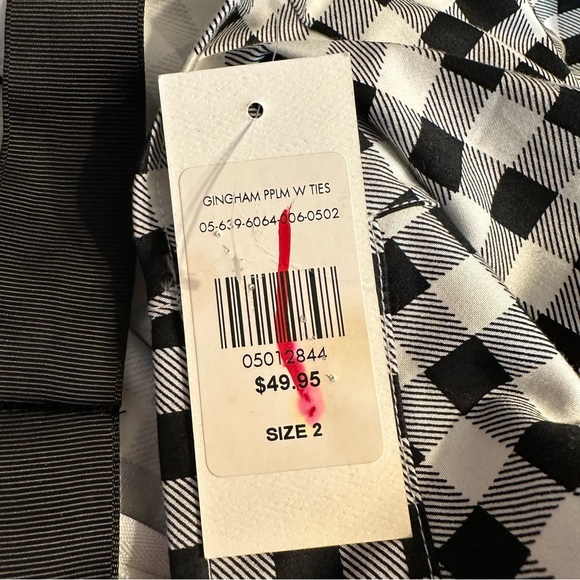 GINGHAM PPLM W TIES
05-639-6064-006-0502
05012844
$49.95
SIZE 2